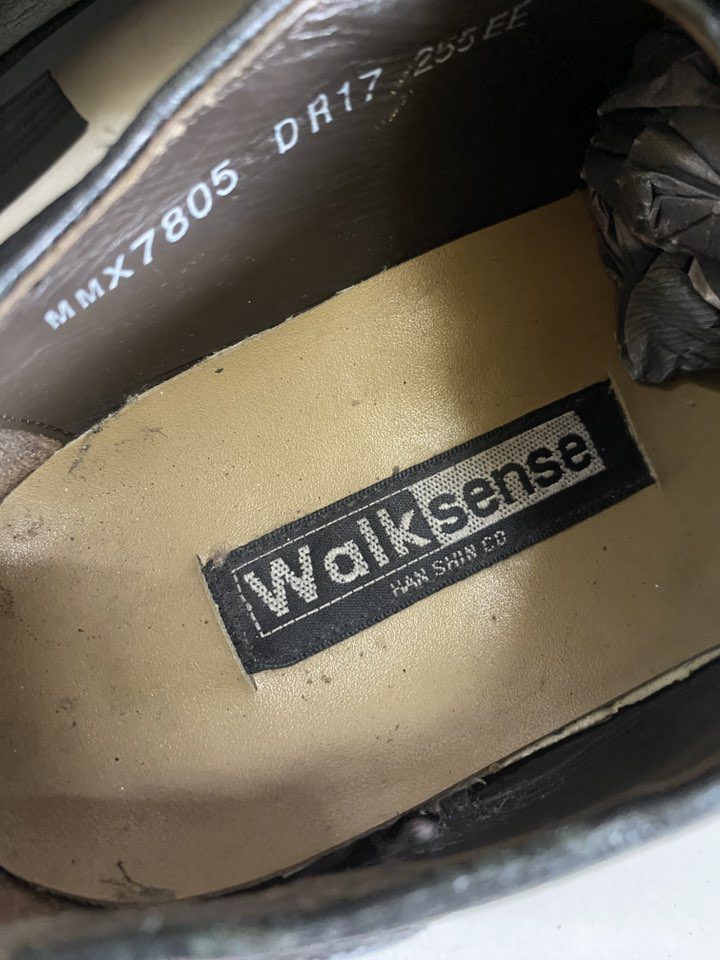 MMX7805 DR17 255EE
Walksense
HAN SHIN CO